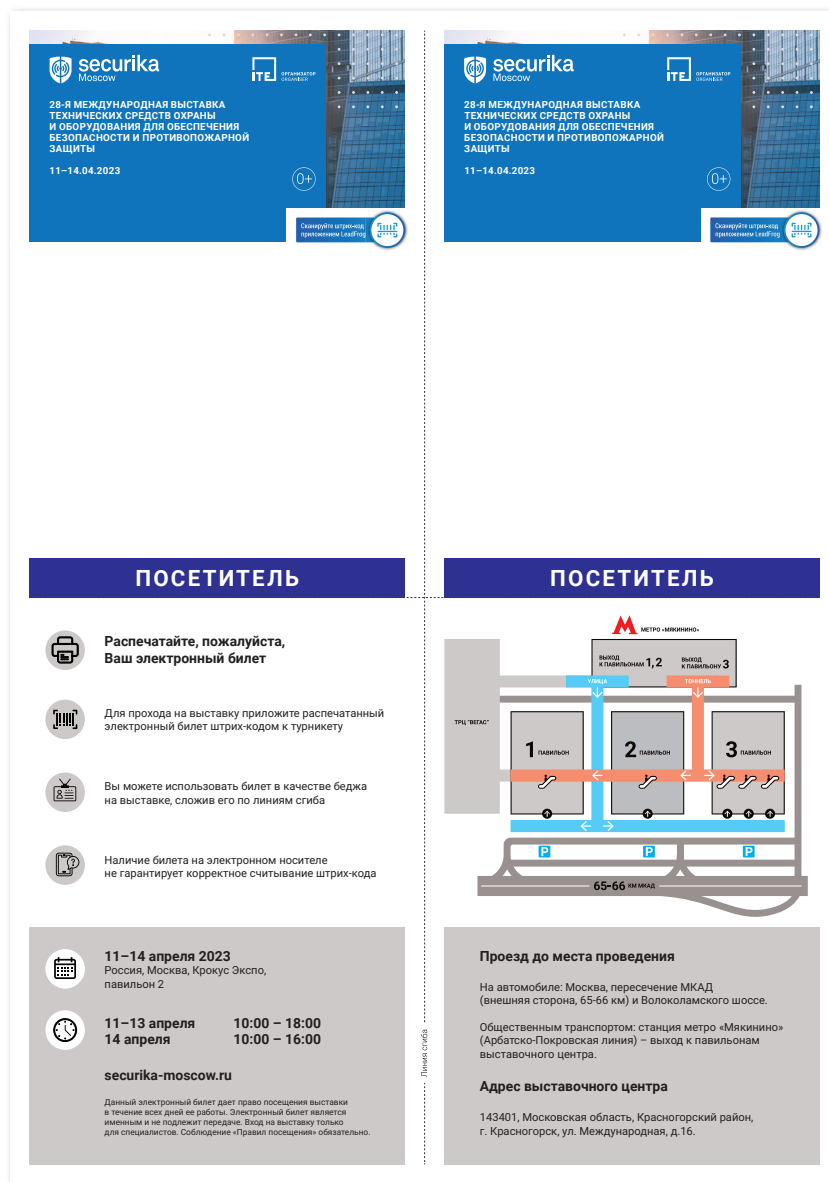 securika
Moscow
ITE
ОРГАНИЗАТОР
ORGANISER
28-Я МЕЖДУНАРОДНАЯ ВЫСТАВКА
ТЕХНИЧЕСКИХ СРЕДСТВ ОХРАНЫ
И ОБОРУДОВАНИЯ ДЛЯ ОБЕСПЕЧЕНИЯ
БЕЗОПАСНОСТИ И ПРОТИВОПОЖАРНОЙ
ЗАЩИТЫ
11–14.04.2023
0+
Сканируйте штрих-код
приложением LeadFrog
securika
Moscow
ITE
ОРГАНИЗАТОР
ORGANISER
28-Я МЕЖДУНАРОДНАЯ ВЫСТАВКА
ТЕХНИЧЕСКИХ СРЕДСТВ ОХРАНЫ
И ОБОРУДОВАНИЯ ДЛЯ ОБЕСПЕЧЕНИЯ
БЕЗОПАСНОСТИ И ПРОТИВОПОЖАРНОЙ
ЗАЩИТЫ
11–14.04.2023
0+
Сканируйте штрих-код
приложением LeadFrog
ПОСЕТИТЕЛЬ
ПОСЕТИТЕЛЬ
Распечатайте, пожалуйста,
Ваш электронный билет
Для прохода на выставку приложите распечатанный
электронный билет штрих-кодом к турникету
Вы можете использовать билет в качестве беджа
на выставке, сложив его по линиям сгиба
Наличие билета на электронном носителе
не гарантирует корректное считывание штрих-кода
М МЕТРО «МЯКИНИНО»
ВЫХОД
К ПАВИЛЬОНАМ 1,2
ВЫХОД
К ПАВИЛЬОНУ 3
УЛИЦА
ТОННЕЛЬ
ТРЦ "ВЕГАС"
1 ПАВИЛЬОН
2 ПАВИЛЬОН
3 ПАВИЛЬОН
P
P
P
65-66 КМ МКАД
11–14 апреля 2023
Россия, Москва, Крокус Экспо,
павильон 2
11–13 апреля 10:00 – 18:00
14 апреля 10:00 – 16:00
securika-moscow.ru
Данный электронный билет дает право посещения выставки
в течение всех дней ее работы. Электронный билет является
именным и не подлежит передаче. Вход на выставку только
для специалистов. Соблюдение «Правил посещения» обязательно.
Линия сгиба
Проезд до места проведения
На автомобиле: Москва, пересечение МКАД
(внешняя сторона, 65-66 км) и Волоколамского шоссе.
Общественным транспортом: станция метро «Мякинино»
(Арбатско-Покровская линия) – выход к павильонам
выставочного центра.
Адрес выставочного центра
143401, Московская область, Красногорский район,
г. Красногорск, ул. Международная, д.16.